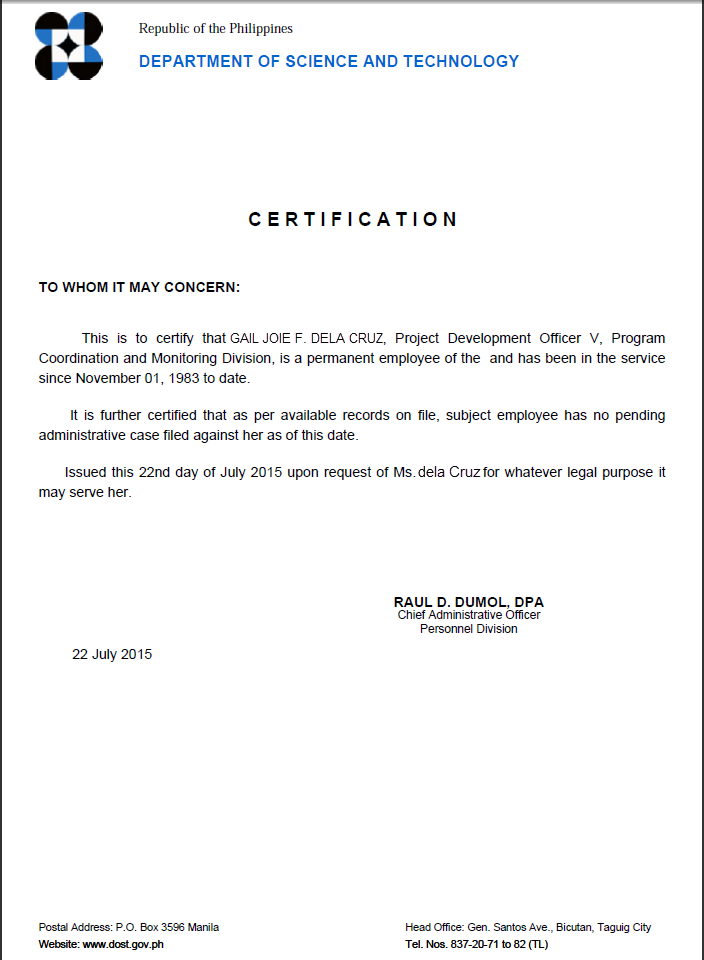 Republic of the Philippines
DEPARTMENT OF SCIENCE AND TECHNOLOGY
CERTIFICATION
TO WHOM IT MAY CONCERN:
This is to certify that GAIL JOIE F. DELA CRUZ, Project Development Officer V, Program
Coordination and Monitoring Division, is a permanent employee of the and has been in the service
since November 01, 1983 to date.
It is further certified that as per available records on file, subject employee has no pending
administrative case filed against her as of this date.
Issued this 22nd day of July 2015 upon request of Ms. dela Cruz for whatever legal purpose it
may serve her.
RAUL D. DUMOL, DPA
Chief Administrative Officer
Personnel Division
22 July 2015
Postal Address: P.O. Box 3596 Manila
Website: www.dost.gov.ph
Head Office: Gen. Santos Ave., Bicutan, Taguig City
Tel. Nos. 837-20-71 to 82 (TL)